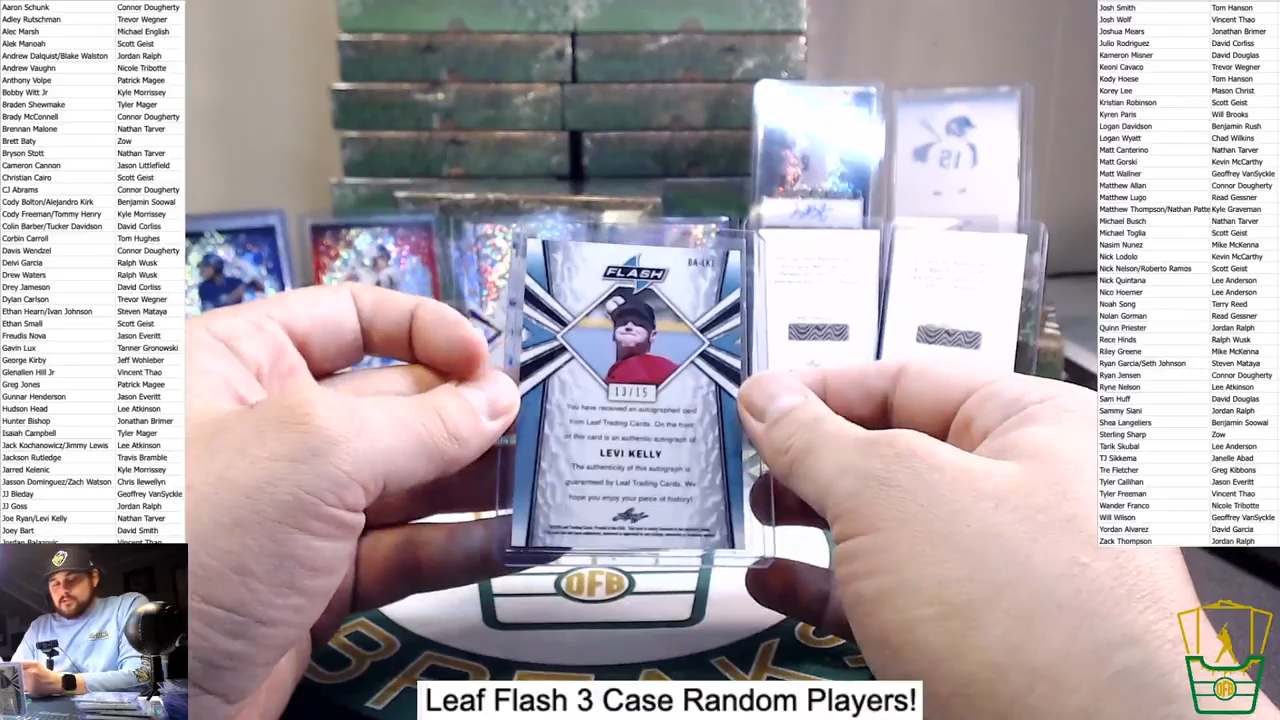 Aaron Schunk Connor Dougherty
Adley Rutschman Trevor Wegner
Alec Marsh Michael English
Alek Manoah Scott Geist
Andrew Dalquist/Blake Walston Jordan Ralph
Andrew Vaughn Nicole Tribotte
Anthony Volpe Patrick Magee
Bobby Witt Jr Kyle Morrissey
Braden Shewmake Tyler Mager
Brady McConnell Connor Dougherty
Brennan Malone Nathan Tarver
Brett Baty Zow
Bryson Stott Nathan Tarver
Cameron Cannon Jason Littlefield
Christian Cairo Scott Geist
CJ Abrams Connor Dougherty
Cody Bolton/Alejandro Kirk Benjamin Soowal
Cody Freeman/Tommy Henry Kyle Morrissey
Colin Barber/Tucker Davidson David Corliss
Corbin Carroll Tom Hughes
Davis Wendzel Connor Dougherty
Deivi Garcia Ralph Wusk
Drew Waters Ralph Wusk
Drey Jameson David Corliss
Dylan Carlson Trevor Wegner
Ethan Hearn/Ivan Johnson Steven Mataya
Ethan Small Scott Geist
Freudis Nova Jason Everitt
Gavin Lux Tanner Gronowski
George Kirby Jeff Wohleber
Glenallen Hill Jr Vincent Thao
Greg Jones Patrick Magee
Gunnar Henderson Jason Everitt
Hudson Head Lee Atkinson
Hunter Bishop Jonathan Brimer
Isaiah Campbell Tyler Mager
Jack Kochanowicz/Jimmy Lewis Lee Atkinson
Jackson Rutledge Travis Bramble
Jarred Kelenic Kyle Morrissey
Jasson Dominguez/Zach Watson Chris llewellyn
JJ Bleday Geoffrey VanSyckle
JJ Goss Jordan Ralph
Joe Ryan/Levi Kelly Nathan Tarver
Joey Bart David Smith
Jordan Balazovic Vincent Thao
FLASH
BA-LK1
13/15
You have received an autographed card
from Leaf Trading Cards. On the front
of this card is an authentic autograph of
LEVI KELLY
The authenticity of this autograph is
guaranteed by Leaf Trading Cards. We
hope you enjoy your piece of history!
15
OFB
BREAKS
Leaf Flash 3 Case Random Players!
Josh Smith Tom Hanson
Josh Wolf Vincent Thao
Joshua Mears Jonathan Brimer
Julio Rodriguez David Corliss
Kameron Misner David Douglas
Keoni Cavaco Trevor Wegner
Kody Hoese Tom Hanson
Korey Lee Mason Christ
Kristian Robinson Scott Geist
Kyren Paris Will Brooks
Logan Davidson Benjamin Rush
Logan Wyatt Chad Wilkins
Matt Canterino Nathan Tarver
Matt Gorski Kevin McCarthy
Matt Wallner Geoffrey VanSyckle
Matthew Allan Connor Dougherty
Matthew Lugo Read Gessner
Matthew Thompson/Nathan Patte Kyle Graveman
Michael Busch Nathan Tarver
Michael Toglia Scott Geist
Nasim Nunez Mike McKenna
Nick Lodolo Kevin McCarthy
Nick Nelson/Roberto Ramos Scott Geist
Nick Quintana Lee Anderson
Nico Hoerner Lee Anderson
Noah Song Terry Reed
Nolan Gorman Read Gessner
Quinn Priester Jordan Ralph
Rece Hinds Ralph Wusk
Riley Greene Mike McKenna
Ryan Garcia/Seth Johnson Steven Mataya
Ryan Jensen Connor Dougherty
Ryne Nelson Lee Atkinson
Sam Huff David Douglas
Sammy Siani Jordan Ralph
Shea Langeliers Benjamin Soowal
Sterling Sharp Zow
Tarik Skubal Lee Anderson
TJ Sikkema Janelle Abad
Tre Fletcher Greg Kibbons
Tyler Callihan Jason Everitt
Tyler Freeman Vincent Thao
Wander Franco Nicole Tribotte
Will Wilson Geoffrey VanSyckle
Yordan Alvarez David Garcia
Zack Thompson Jordan Ralph
OFB